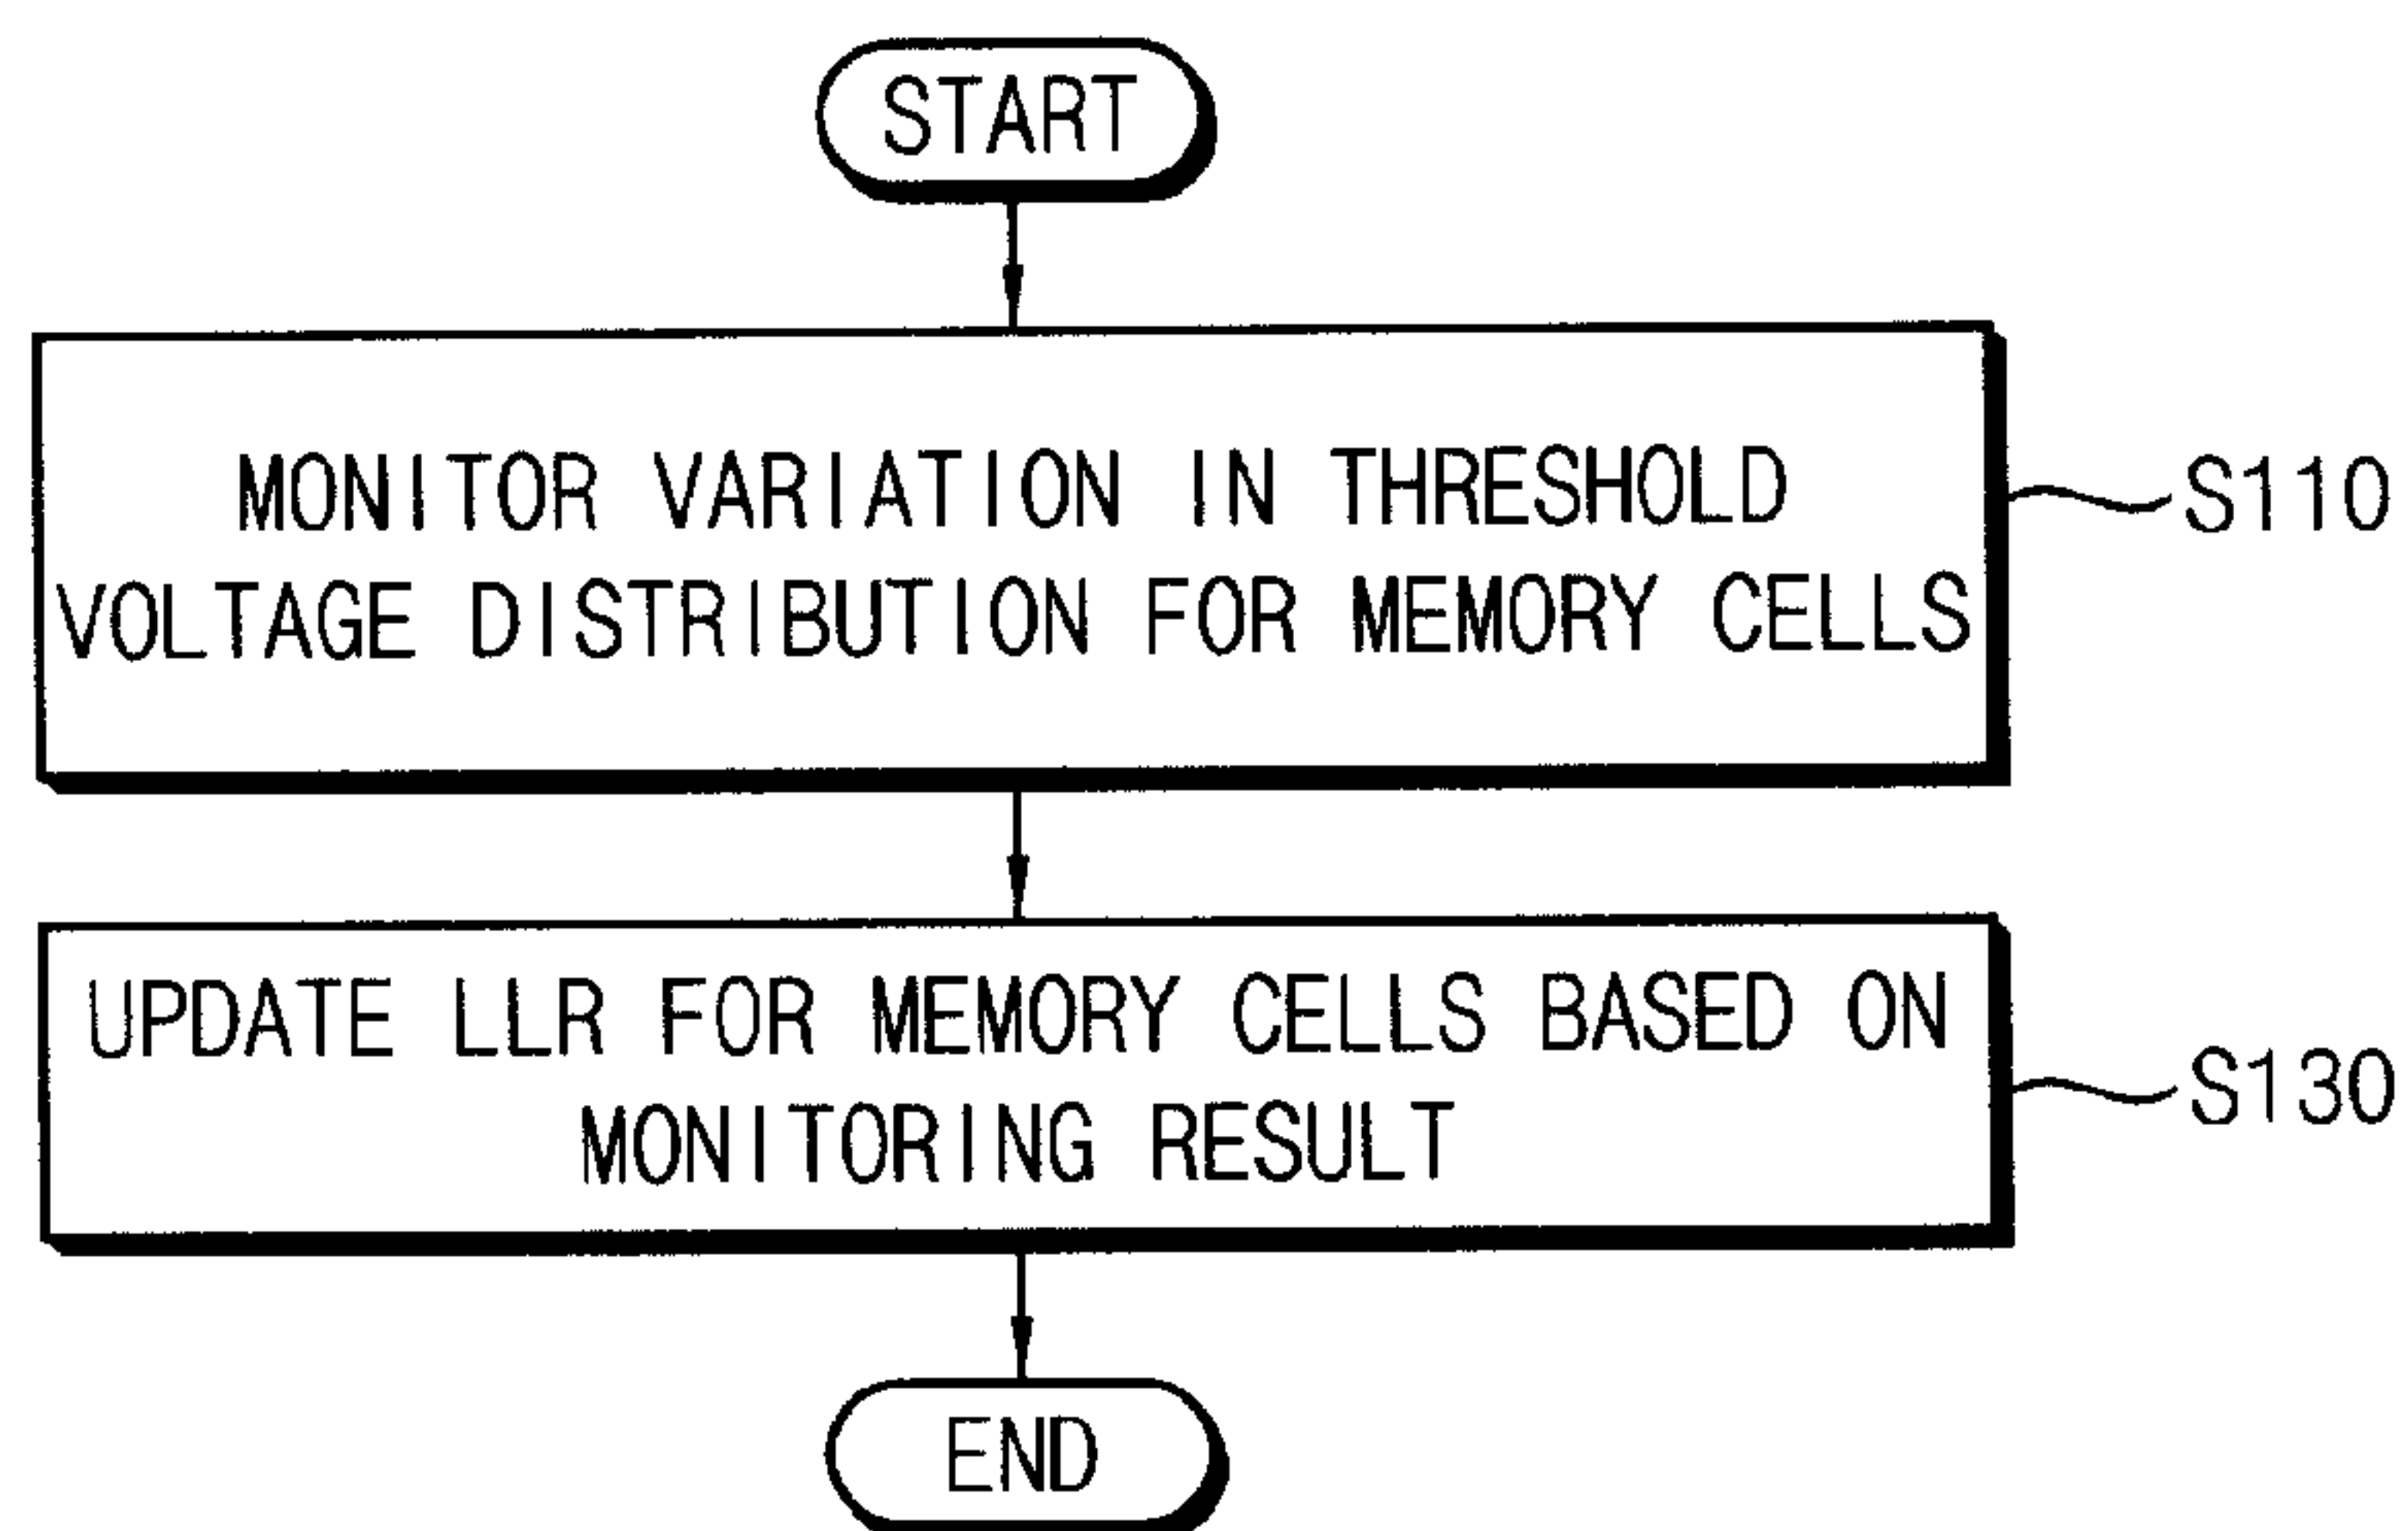 START
MONITOR VARIATION IN THRESHOLD
VOLTAGE DISTRIBUTION FOR MEMORY CELLS
S110
UPDATE LLR FOR MEMORY CELLS BASED ON
MONITORING RESULT
S130
END